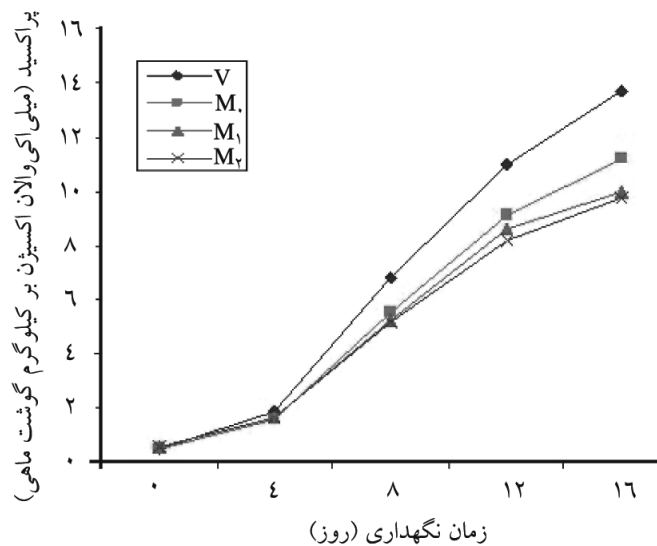 پراکسید (میلی‌اکی‌والان اکسیژن بر کیلوگرم گوشت ماهی)
۱۶
۱۴
۱۲
۱۰
۸
۶
۴
۲
۰
V
M۰
M۱
M۲
۰ ۴ ۸ ۱۲ ۱۶
زمان نگهداری (روز)